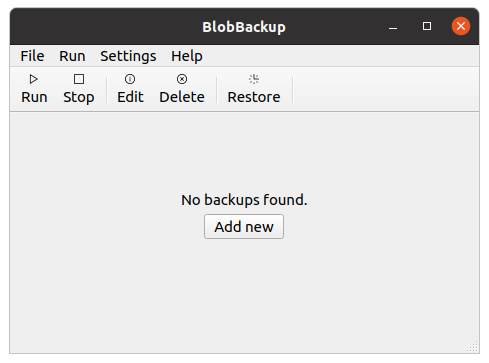 BlobBackup
File Run Settings Help
Run Stop Edit Delete Restore
No backups found.
Add new